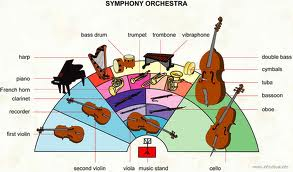 SYMPHONY ORCHESTRA
bass drum
trumpet
trombone
vibraphone
harp
piano
French horn
clarinet
recorder
first violin
double bass
cymbals
tuba
bassoon
oboe
second violin
viola
music stand
cello